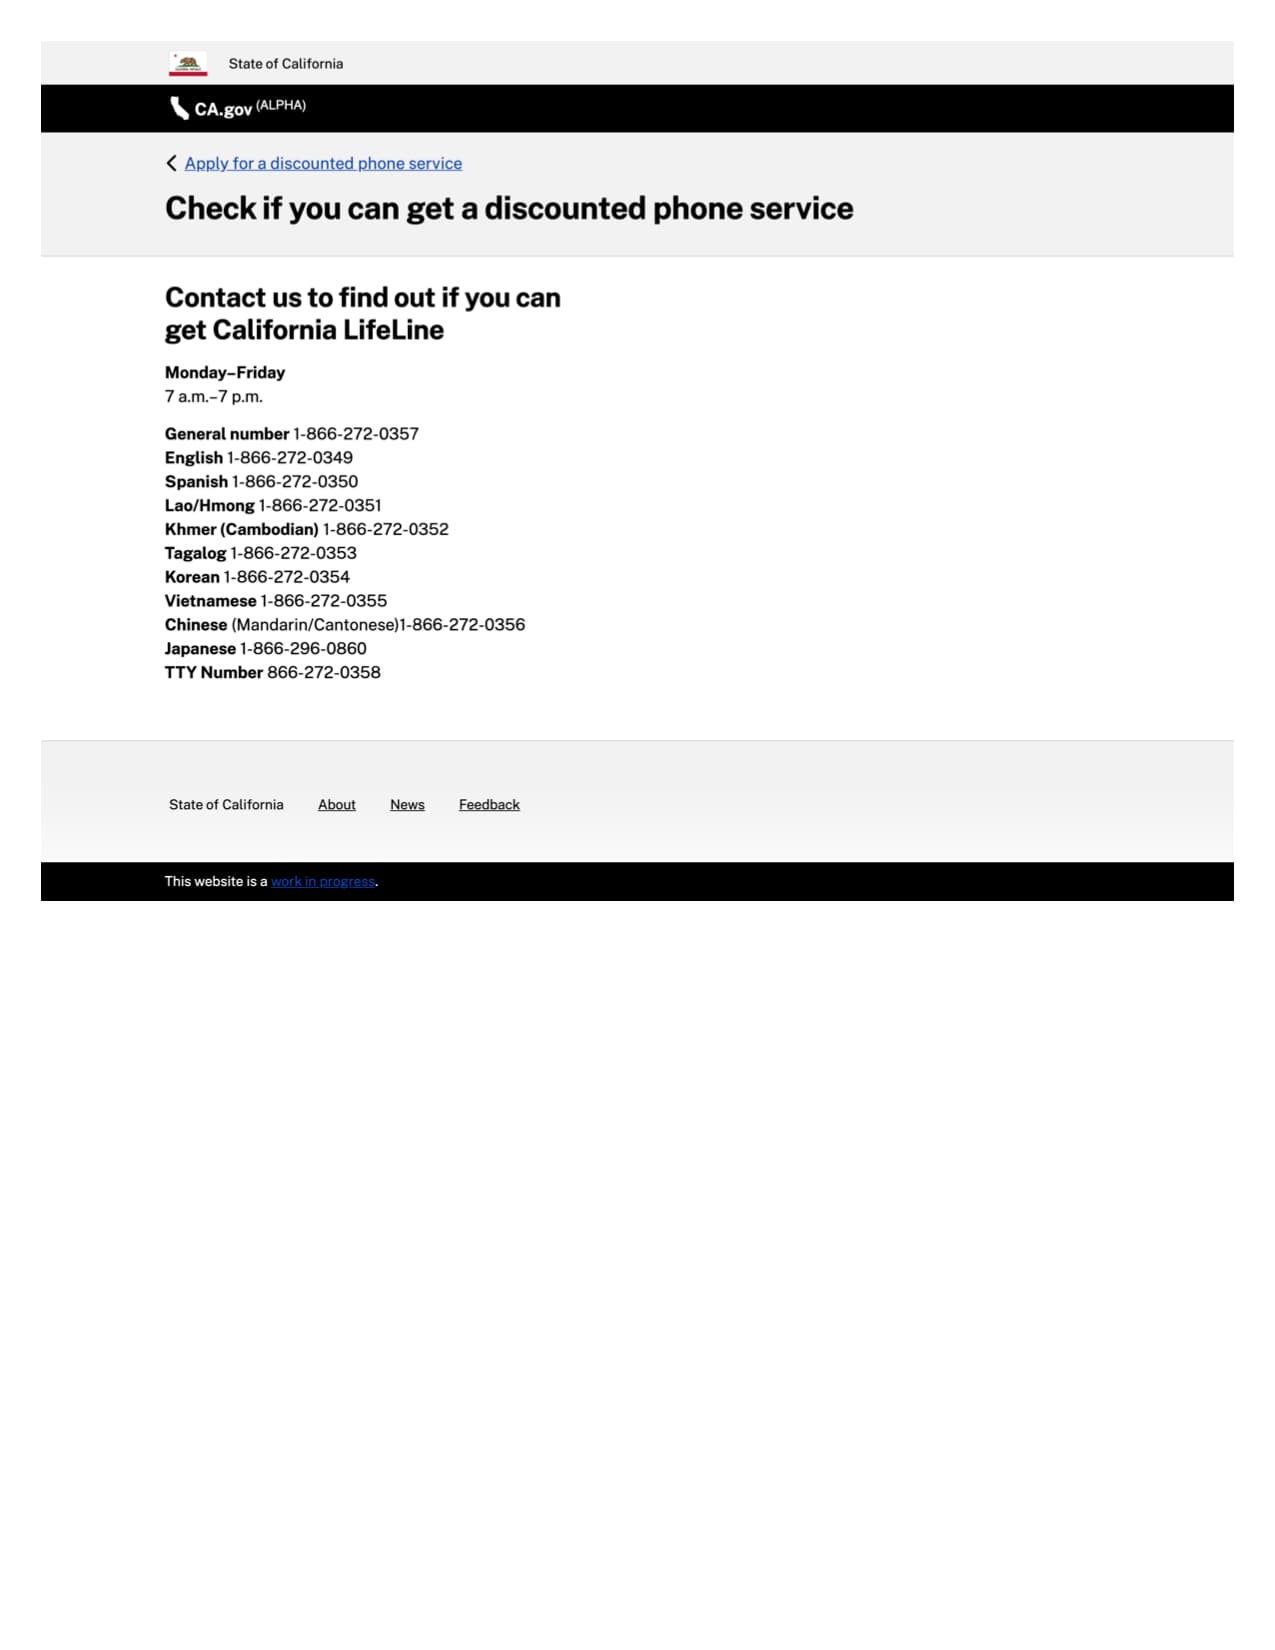 State of California
CA.gov (ALPHA)
Apply for a discounted phone service
Check if you can get a discounted phone service
Contact us to find out if you can
get California LifeLine
Monday–Friday
7 a.m.–7 p.m.
General number 1-866-272-0357
English 1-866-272-0349
Spanish 1-866-272-0350
Lao/Hmong 1-866-272-0351
Khmer (Cambodian) 1-866-272-0352
Tagalog 1-866-272-0353
Korean 1-866-272-0354
Vietnamese 1-866-272-0355
Chinese (Mandarin/Cantonese)1-866-272-0356
Japanese 1-866-296-0860
TTY Number 866-272-0358
State of California About News Feedback
This website is a work in progress.